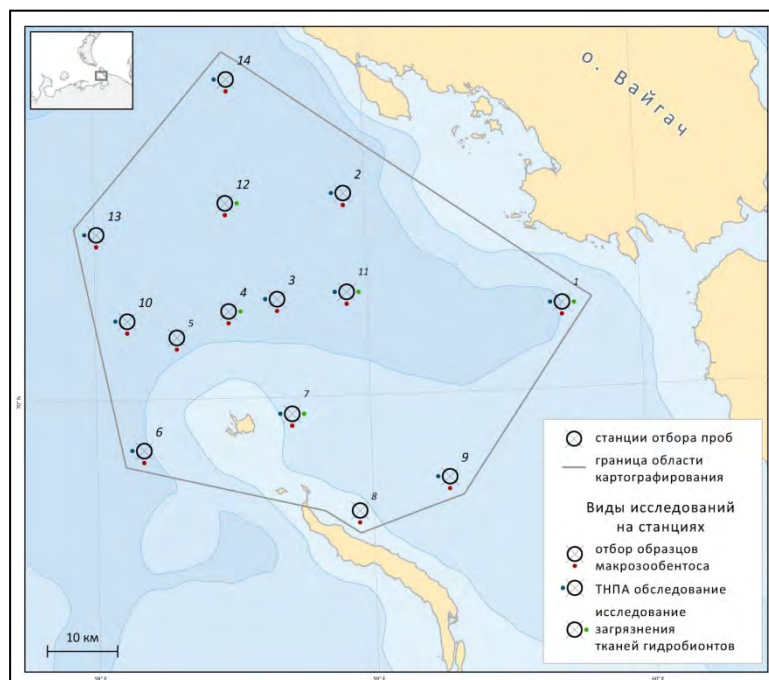 14
о. Вайгач
2
12
13
3
11
1
4
10
5
70° N
7
6
9
8
станции отбора проб
граница области
картографирования
Виды исследований
на станциях
отбор образцов
макрозообентоса
ТНПА обследование
исследование
загрязнения
тканей гидробионтов
10 км